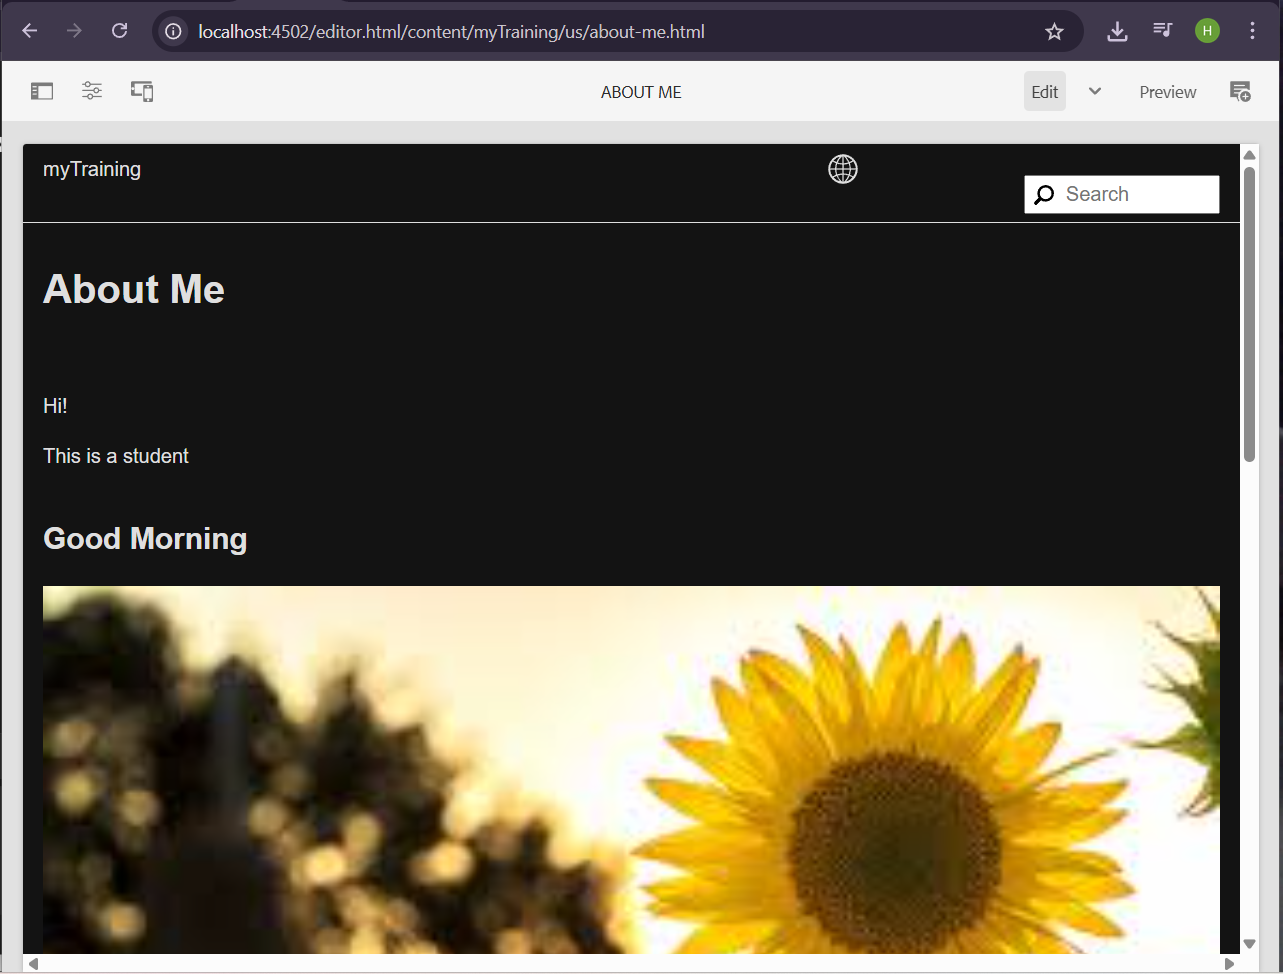 localhost:4502/editor.html/content/myTraining/us/about-me.html
H
ABOUT ME
Edit
Preview
myTraining
Search
About Me
Hi!
This is a student
Good Morning